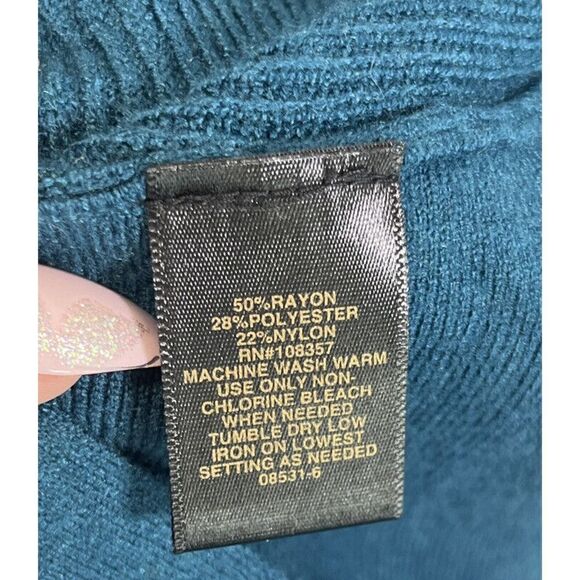 50%RAYON
28%POLYESTER
22%NYLON
RN#108357
MACHINE WASH WARM
USE ONLY NON-
CHLORINE BLEACH
WHEN NEEDED
TUMBLE DRY LOW
IRON ON LOWEST
SETTING AS NEEDED
08531-6